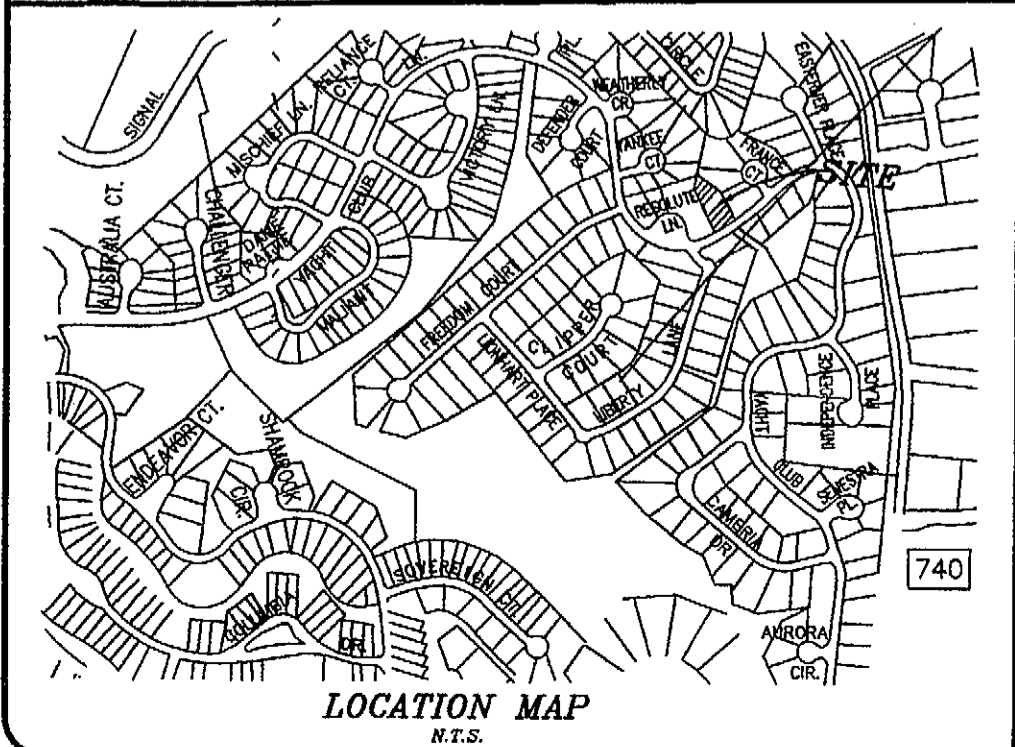 SIGNAL
RELIANCE
CT.
LN.
PL.
CIRCLE
EASTERNER PLACE
WEATHERLY
CR.
MISCHIEF LN.
VICTORY LN.
DEFENDER
COURT
YANKEE
CT.
FRANCE
CT.
SITE
AUSTRALIA CT.
CHALLENGER
DAME
PATTIE
CLUB
YACHT
RESOLUTE
LN.
VALIANT
FREEDOM COURT
CLIPPER
COURT
LANE
LIONHART PLACE
LIBERTY
YACHT
INDEPENDENCE
PLACE
ENDEAVOR CT.
SHAMROCK
CIR.
CLUB
PL.
CAMBRIA
DR.
SOVEREIGN CIR.
740
COLUMBIA
DR.
AURORA
CIR.
LOCATION MAP
N.T.S.